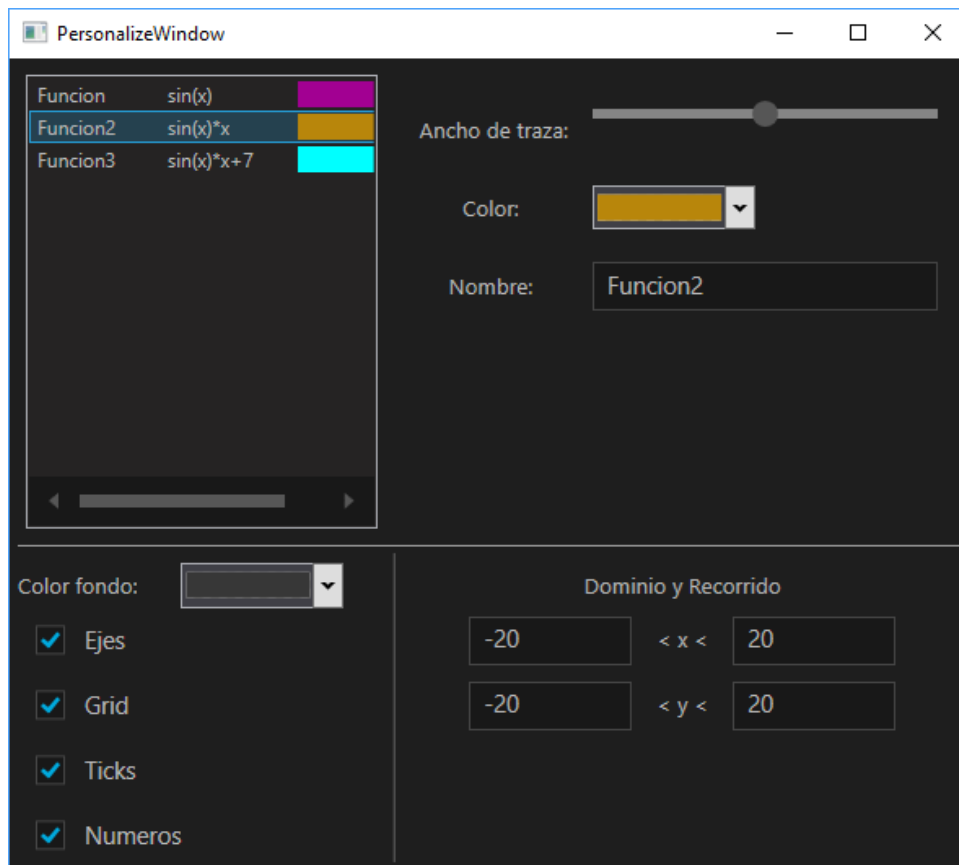 PersonalizeWindow
Funcion sin(x)
Funcion2 sin(x)*x
Funcion3 sin(x)*x+7
Ancho de traza:
Color:
Nombre: Funcion2
Color fondo:
Ejes
Grid
Ticks
Numeros
Dominio y Recorrido
-20 < x < 20
-20 < y < 20